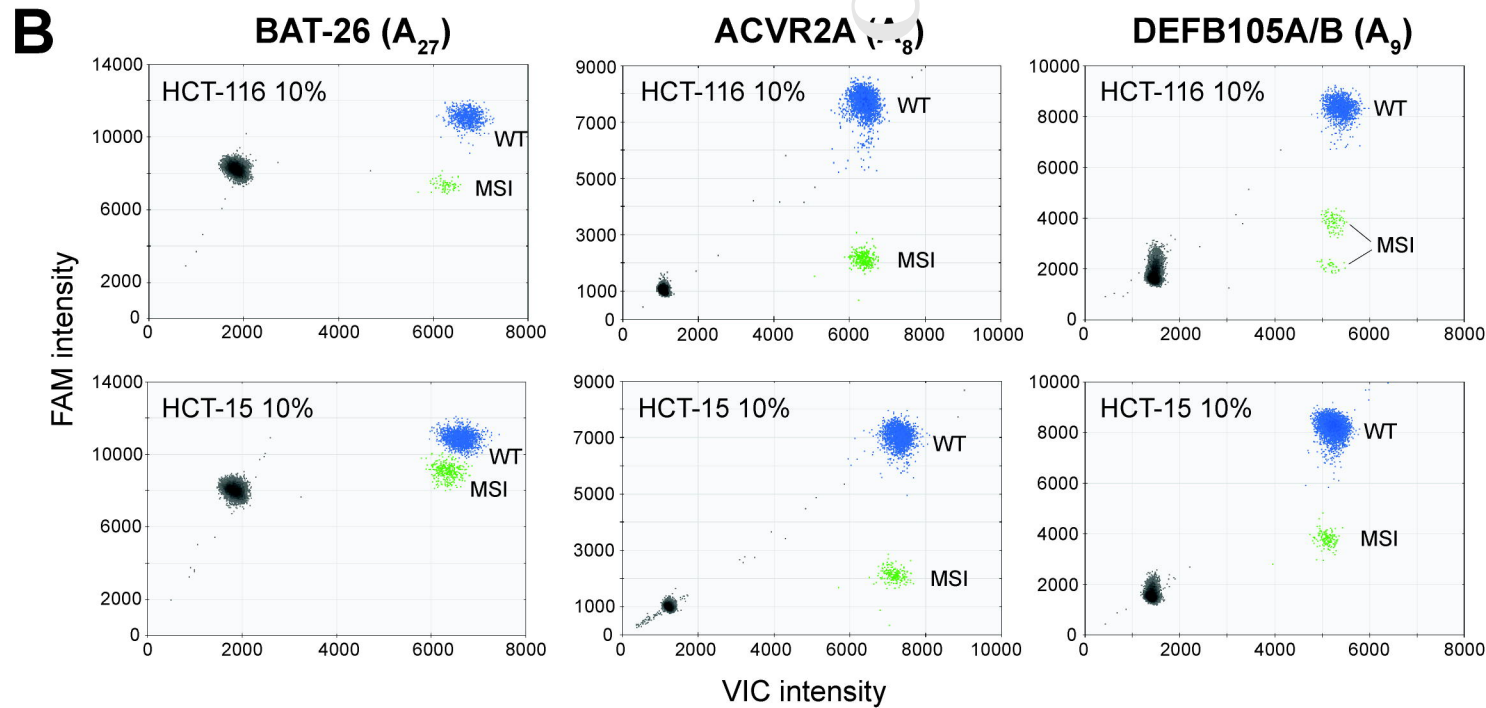 B
BAT-26 (A27)
ACVR2A (A8)
DEFB105A/B (A9)
FAM intensity
14000
10000
6000
2000
0
HCT-116 10%
WT
MSI
0 2000 4000 6000 8000
9000
7000
5000
3000
1000
0
HCT-116 10%
WT
MSI
0 2000 4000 6000 8000 10000
10000
8000
6000
4000
2000
0
HCT-116 10%
WT
MSI
0 2000 4000 6000 8000
14000
10000
6000
2000
0
HCT-15 10%
WT
MSI
0 2000 4000 6000 8000
9000
7000
5000
3000
1000
0
HCT-15 10%
WT
MSI
0 2000 4000 6000 8000 10000
10000
8000
6000
4000
2000
0
HCT-15 10%
WT
MSI
0 2000 4000 6000 8000
VIC intensity